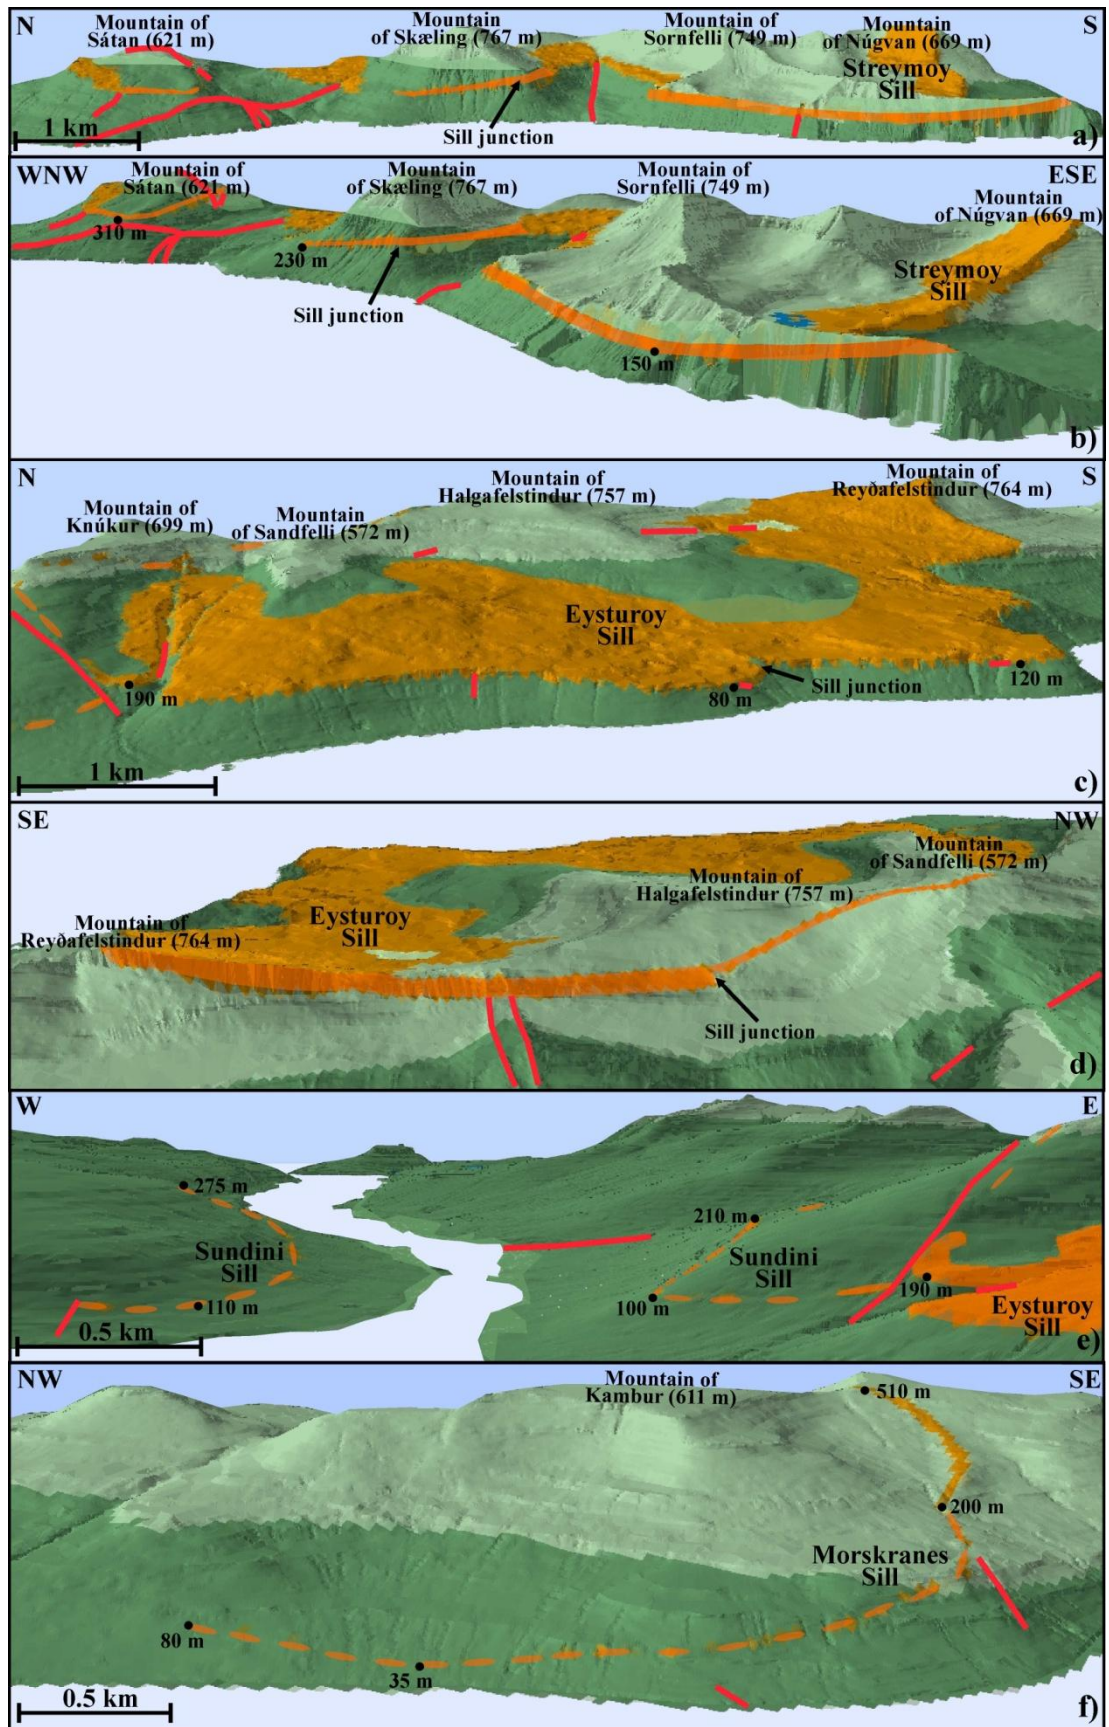 N
Mountain of
Sátan (621 m)
Mountain
of Skæling (767 m)
Mountain of
Sornfelli (749 m)
Mountain
of Núgvan (669 m)
S
Streymoy
Sill
Sill junction
1 km
a)
WNW
Mountain of
Sátan (621 m)
Mountain
of Skæling (767 m)
Mountain of
Sornfelli (749 m)
ESE
Mountain
of Núgvan (669 m)
310 m
230 m
Sill junction
Streymoy
Sill
150 m
b)
N
Mountain of
Knúkur (699 m)
Mountain
of Sandfelli (572 m)
Mountain of
Halgafelstindur (757 m)
Mountain of
Reyðafelstindur (764 m)
S
Eysturoy
Sill
190 m
80 m
Sill junction
120 m
1 km
c)
SE
NW
Mountain of
Reyðafelstindur (764 m)
Eysturoy
Sill
Mountain of
Halgafelstindur (757 m)
Mountain
of Sandfelli (572 m)
Sill junction
d)
W
E
275 m
Sundini
Sill
110 m
210 m
Sundini
Sill
100 m
190 m
Eysturoy
Sill
0.5 km
e)
NW
Mountain of
Kambur (611 m)
SE
510 m
200 m
Morskranes
Sill
80 m
35 m
0.5 km
f)